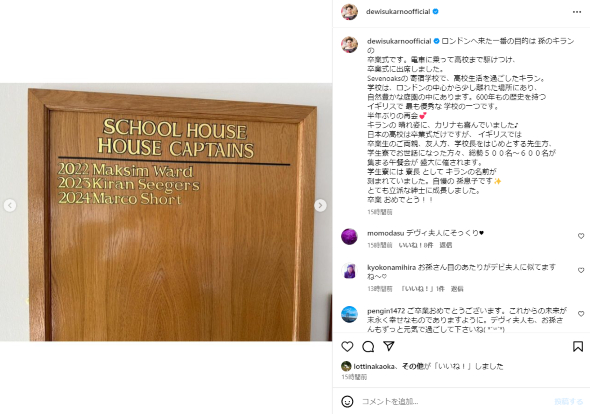 SCHOOL HOUSE
HOUSE CAPTAINS
2022 Maksim Ward
2023 Kiran Seegers
2024 Marco Short
dewisukarnoofficial
dewisukarnoofficial ロンドンへ来た一番の目的は 孫のキラン
の
卒業式です。電車に乗って高校まで駆けつけ、
卒業式に出席しました。
Sevenoaksの 寄宿学校で、高校生活を過ごしたキラン。
学校は、ロンドンの中心から少し離れた場所にあり、
自然豊かな庭園の中にあります。600年もの歴史を持つ
イギリスで 最も優秀な 学校の一つです。
半年ぶりの再会💕
キランの 晴れ姿に、カリナも喜んでいました♪
日本の高校は卒業式だけですが、 イギリスでは
卒業生のご両親、友人方、学校長をはじめとする先生方、
学生寮でお世話になった方々、総勢５００名～６００名が
集まる午餐会が 盛大に催されます。
学生寮には 寮長 として キランの名前が
刻まれていました。自慢の 孫息子です✨
とても立派な紳士に成長しました。
卒業 おめでとう！！
15時間前
momodasu デヴィ夫人にそっくり♥
15時間前 いいね！8件 返信
kyokonamihira お孫さん目のあたりがデビ夫人に似てます
ね～♡
13時間前 「いいね！」1件 返信
pengin1472 ご卒業おめでとうございます。これからの未来が
末永く幸せなものでありますように。デヴィ夫人も、お孫さ
んもずっと元気で過ごして下さいね
lottinakaoka、その他が「いいね！」しました
15時間前
コメントを追加...
投稿する